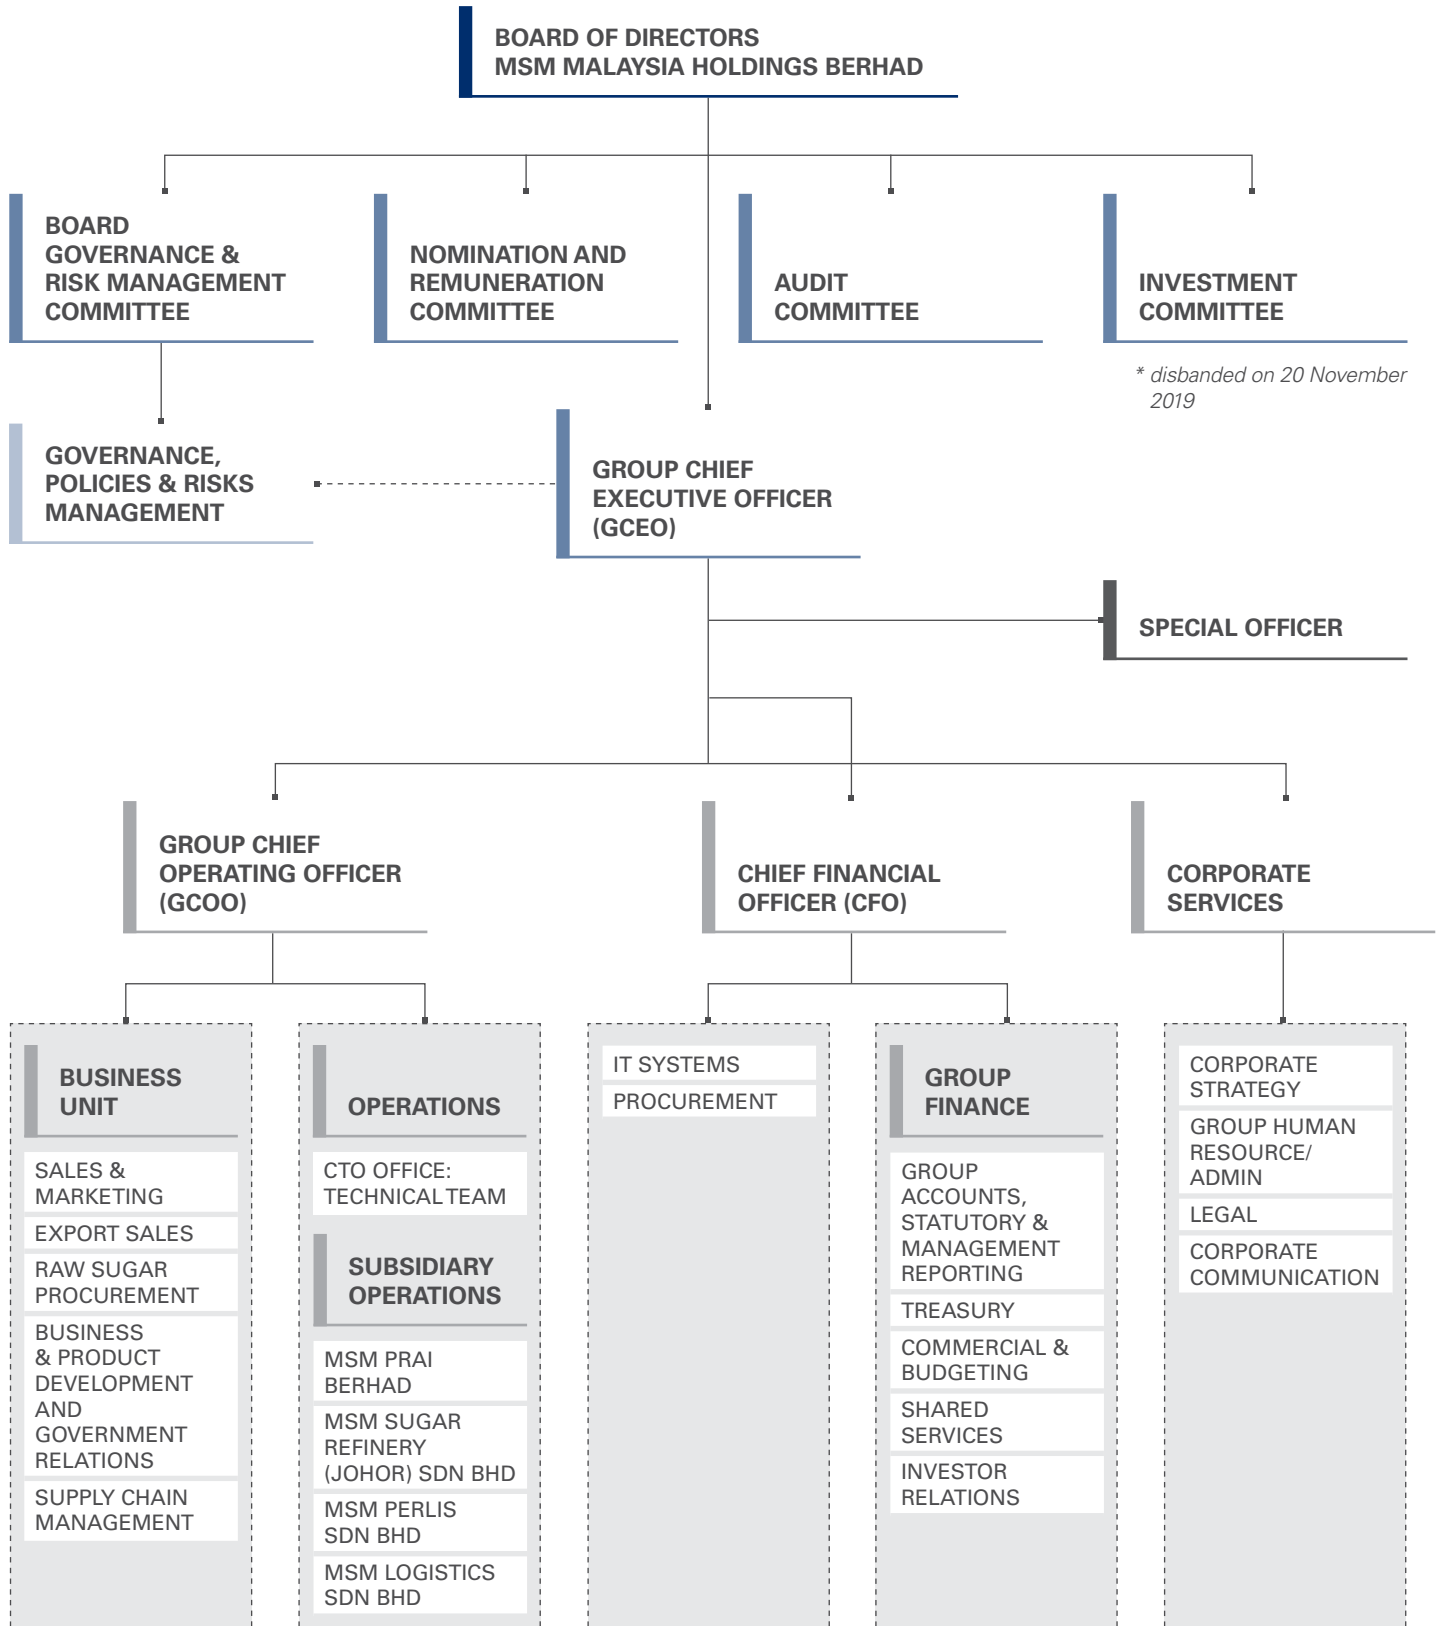 BOARD OF DIRECTORS
MSM MALAYSIA HOLDINGS BERHAD
BOARD
GOVERNANCE &
RISK MANAGEMENT
COMMITTEE
NOMINATION AND
REMUNERATION
COMMITTEE
AUDIT
COMMITTEE
INVESTMENT
COMMITTEE
* disbanded on 20 November
2019
GOVERNANCE,
POLICIES & RISKS
MANAGEMENT
GROUP CHIEF
EXECUTIVE OFFICER
(GCEO)
SPECIAL OFFICER
GROUP CHIEF
OPERATING OFFICER
(GCOO)
CHIEF FINANCIAL
OFFICER (CFO)
CORPORATE
SERVICES
BUSINESS
UNIT
SALES &
MARKETING
EXPORT SALES
RAW SUGAR
PROCUREMENT
BUSINESS
& PRODUCT
DEVELOPMENT
AND
GOVERNMENT
RELATIONS
SUPPLY CHAIN
MANAGEMENT
OPERATIONS
CTO OFFICE:
TECHNICAL TEAM
SUBSIDIARY
OPERATIONS
MSM PRAI
BERHAD
MSM SUGAR
REFINERY
(JOHOR) SDN BHD
MSM PERLIS
SDN BHD
MSM LOGISTICS
SDN BHD
IT SYSTEMS
PROCUREMENT
GROUP
FINANCE
GROUP
ACCOUNTS,
STATUTORY &
MANAGEMENT
REPORTING
TREASURY
COMMERCIAL &
BUDGETING
SHARED
SERVICES
INVESTOR
RELATIONS
CORPORATE
STRATEGY
GROUP HUMAN
RESOURCE/
ADMIN
LEGAL
CORPORATE
COMMUNICATION